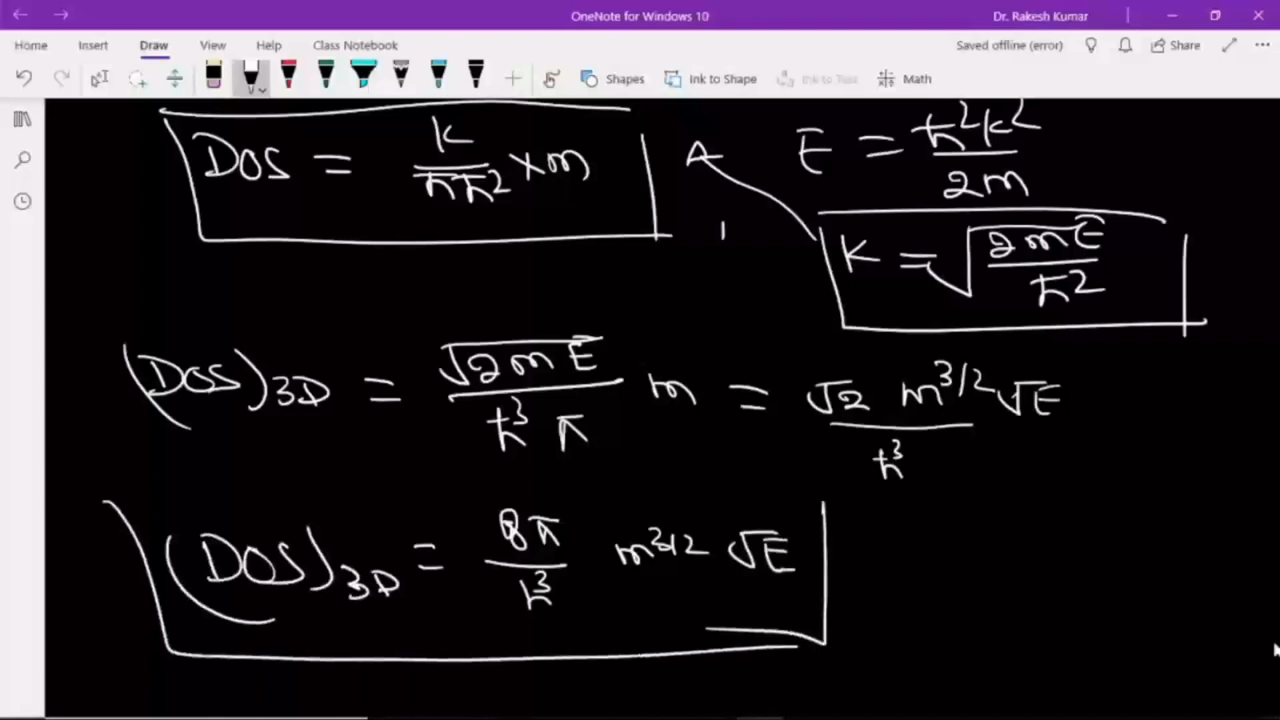 OneNote for Windows 10
Dr. Rakesh Kumar
Home Insert Draw View Help Class Notebook
Saved offline (error) Share
Shapes Ink to Shape Ink to Text Math
DOS = k/πħ² × m
E = ħ²k²/2m
K = √(2mE/ħ²)
(DOS)3D = √2mE/ħ³π m = √2 m^3/2 √E/ħ³
(DOS)3D = 8π/h³ m^3/2 √E